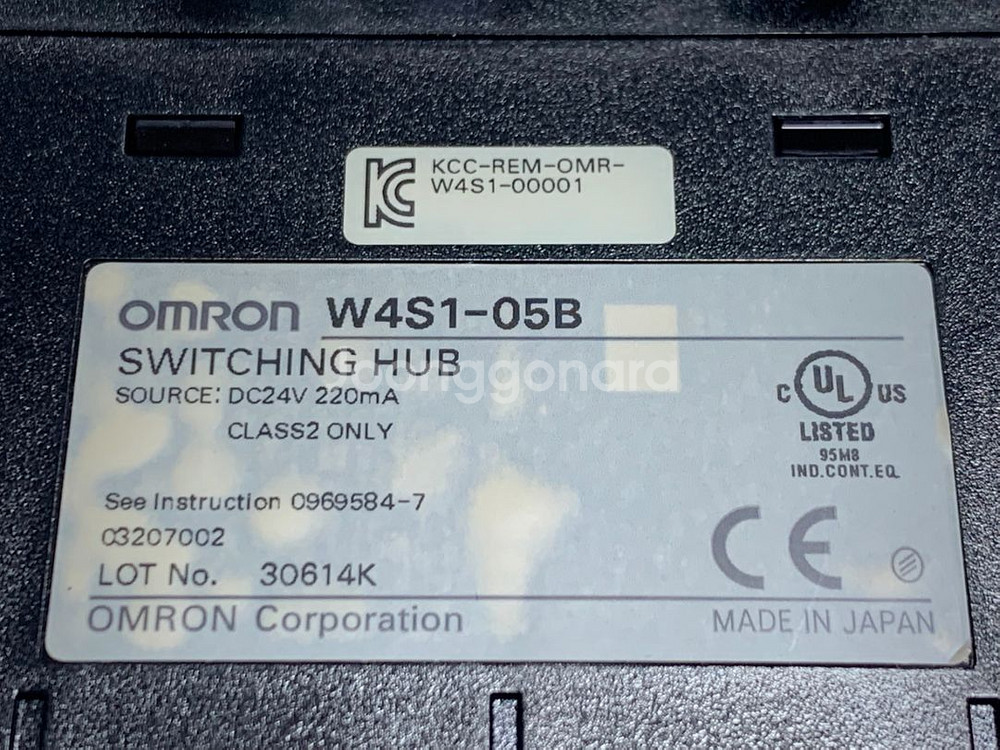 KCC-REM-OMR-
W4S1-00001
OMRON W4S1-05B
SWITCHING HUB
joonggonara
SOURCE: DC24V 220mA
CLASS2 ONLY
C UL US
LISTED
95M8
IND.CONT.EQ.
See Instruction 0969584-7
03207002
LOT No. 30614K
CE
OMRON Corporation
MADE IN JAPAN